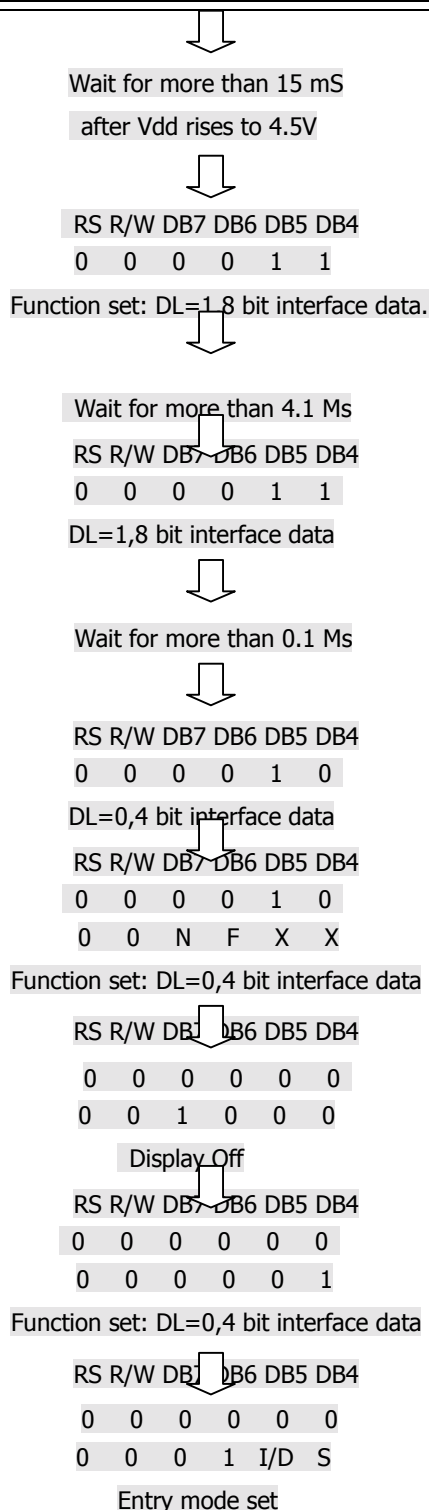 Wait for more than 15 mS
after Vdd rises to 4.5V
RS R/W DB7 DB6 DB5 DB4
0 0 0 0 1 1
Function set: DL=1,8 bit interface data.
Wait for more than 4.1 Ms
RS R/W DB7 DB6 DB5 DB4
0 0 0 0 1 1
DL=1,8 bit interface data
Wait for more than 0.1 Ms
RS R/W DB7 DB6 DB5 DB4
0 0 0 0 1 0
DL=0,4 bit interface data
RS R/W DB7 DB6 DB5 DB4
0 0 0 0 1 0
0 0 N F X X
Function set: DL=0,4 bit interface data
RS R/W DB7 DB6 DB5 DB4
0 0 0 0 0 0
0 0 1 0 0 0
Display Off
RS R/W DB7 DB6 DB5 DB4
0 0 0 0 0 0
0 0 0 0 0 1
Function set: DL=0,4 bit interface data
RS R/W DB7 DB6 DB5 DB4
0 0 0 0 0 0
0 0 0 1 I/D S
Entry mode set